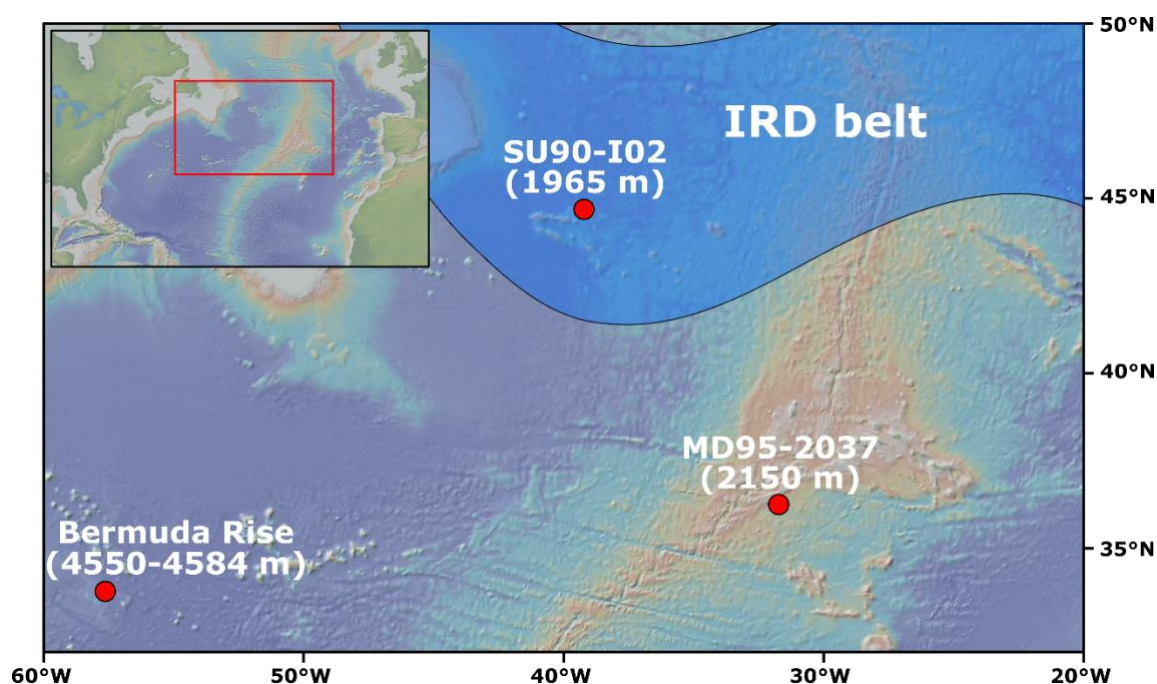 50°N
IRD belt
SU90-I02
(1965 m)
45°N
40°N
MD95-2037
(2150 m)
Bermuda Rise
(4550-4584 m)
35°N
60°W
50°W
40°W
30°W
20°W